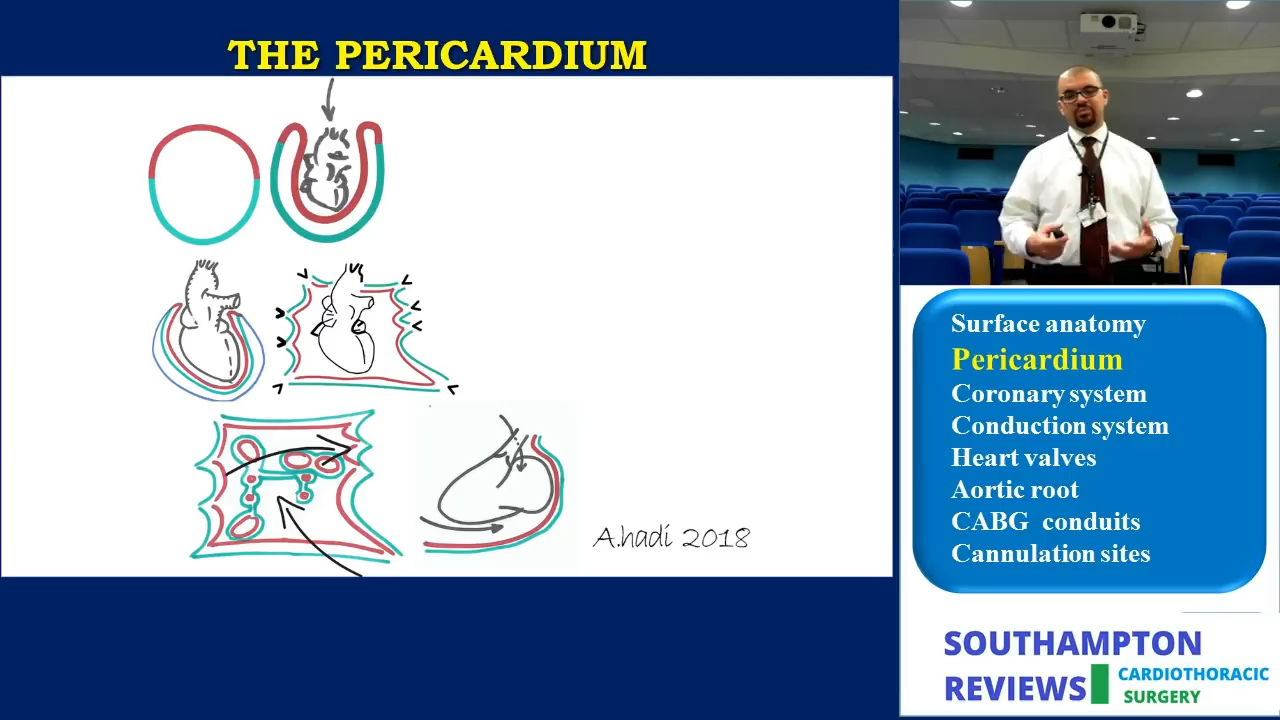 THE PERICARDIUM
A.hadi 2018
Surface anatomy
Pericardium
Coronary system
Conduction system
Heart valves
Aortic root
CABG conduits
Cannulation sites
SOUTHAMPTON
REVIEWS
CARDIOTHORACIC
SURGERY